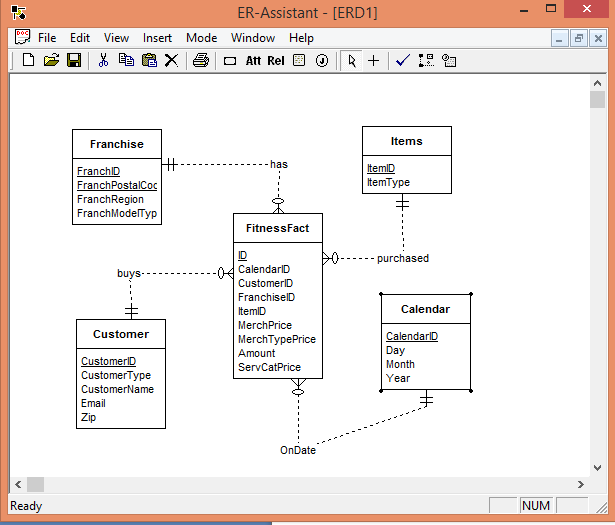 ER-Assistant - [ERD1]
File Edit View Insert Mode Window Help
Att Rel
Franchise
FranchID
FranchPostalCod
FranchRegion
FranchModelTyp
has
Items
ItemID
ItemType
purchased
FitnessFact
ID
CalendarID
CustomerID
FranchiseID
ItemID
MerchPrice
MerchTypePrice
Amount
ServCatPrice
buys
Customer
CustomerID
CustomerType
CustomerName
Email
Zip
Calendar
CalendarID
Day
Month
Year
OnDate
Ready
NUM